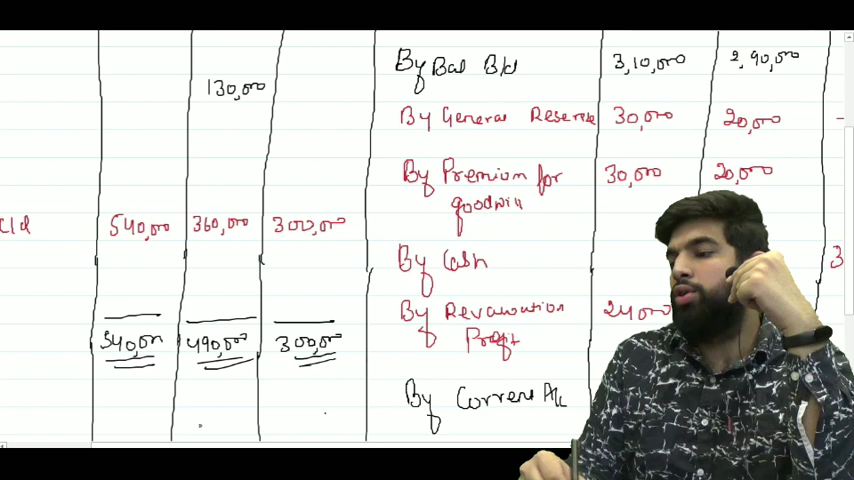 By Bal B/d 3,10,000 2,90,000
130,000
By General Reserve 30,000 20,000
By Premium for 30,000 20,000
goodwill
C/d 540,000 360,000 300,000
By Cash 3
By Revaluation 24000
Profit
540,000 490,000 300,000
By Current A/c